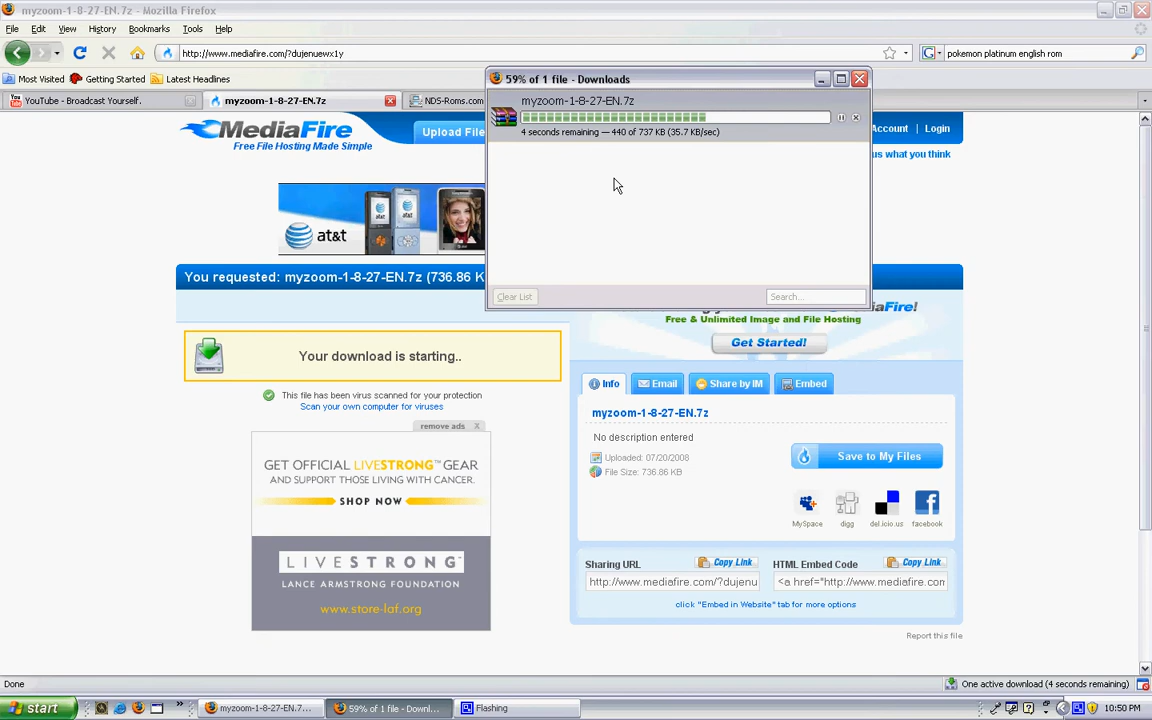 myzoom-1-8-27-EN.7z - Mozilla Firefox
File Edit View History Bookmarks Tools Help
http://www.mediafire.com/?dujenuewx1y
pokemon platinum english rom
Most Visited Getting Started Latest Headlines
YouTube - Broadcast Yourself.
myzoom-1-8-27-EN.7z
NDS-Roms.com
59% of 1 file - Downloads
myzoom-1-8-27-EN.7z
4 seconds remaining — 440 of 737 KB (35.7 KB/sec)
Clear List
Search...
MediaFire
Free File Hosting Made Simple
Upload File
Account Login
us what you think
at&t
at&t
at&t
You requested: myzoom-1-8-27-EN.7z (736.86 K
Your download is starting..
This file has been virus scanned for your protection
Scan your own computer for viruses
remove ads X
GET OFFICIAL LIVESTRONG™ GEAR
AND SUPPORT THOSE LIVING WITH CANCER.
SHOP NOW
LIVESTRONG™
LANCE ARMSTRONG FOUNDATION
www.store-laf.org
diaFire!
Free & Unlimited Image and File Hosting
Get Started!
Info
Email
Share by IM
Embed
myzoom-1-8-27-EN.7z
No description entered
Uploaded: 07/20/2008
File Size: 736.86 KB
Save to My Files
MySpace
digg
del.icio.us
facebook
Sharing URL
Copy Link
HTML Embed Code
Copy Link
http://www.mediafire.com/?dujenu
<a href="http://www.mediafire.com
click "Embed in Website" tab for more options
Report this file
Done
One active download (4 seconds remaining)
start
myzoom-1-8-27-EN.7...
59% of 1 file - Downl...
Flashing
10:50 PM